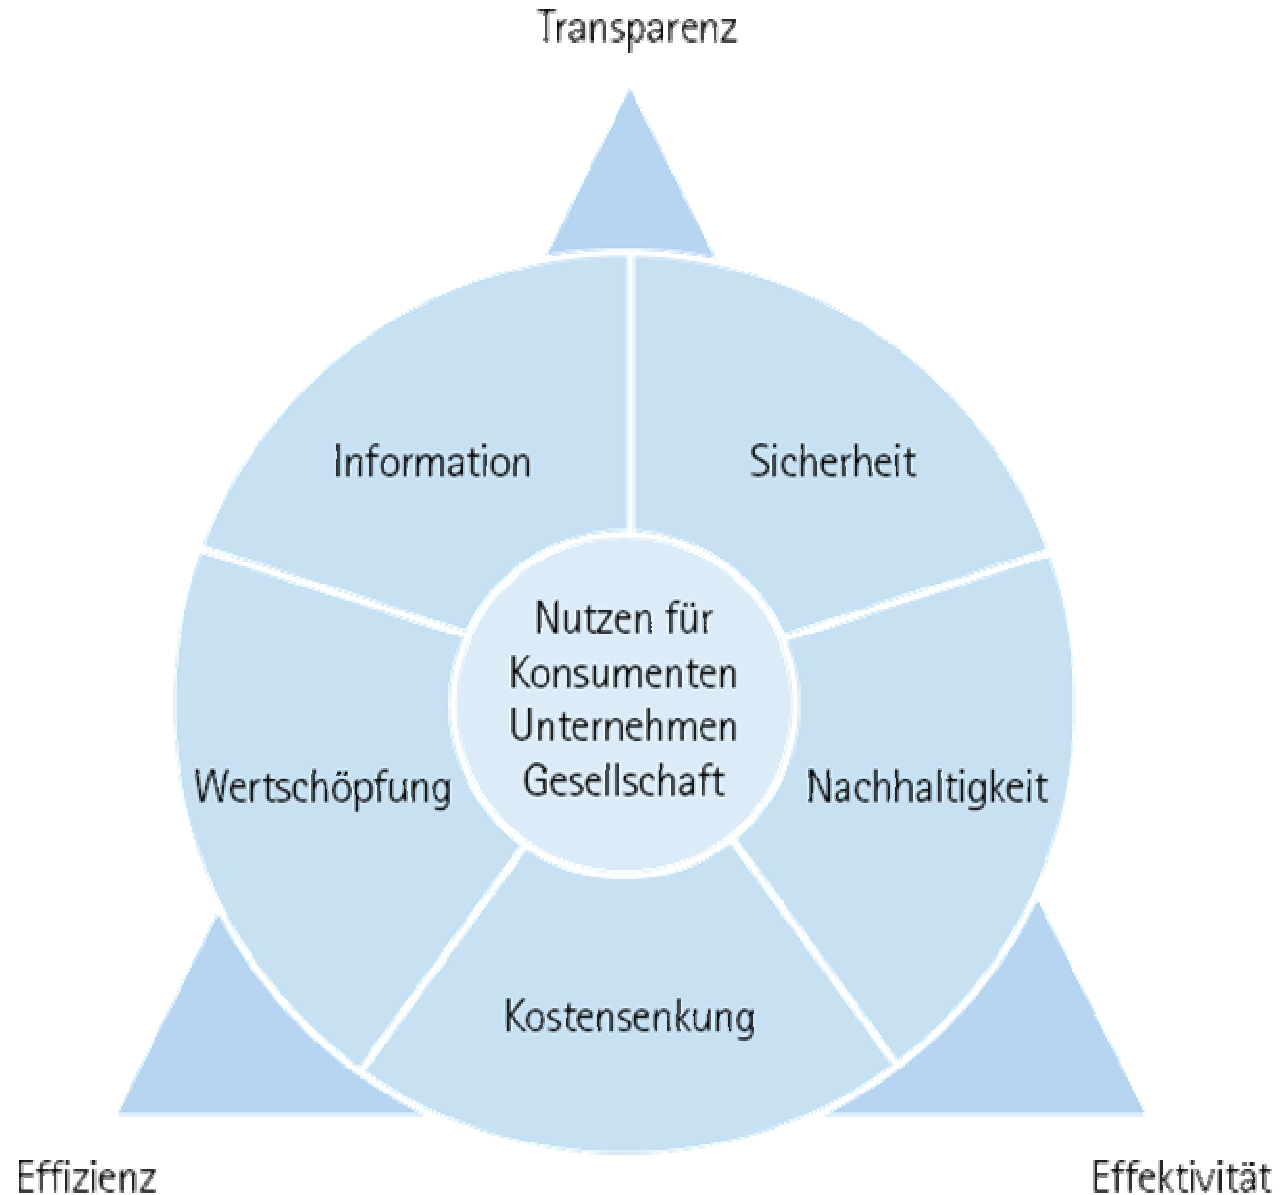 Transparenz
Information
Sicherheit
Nutzen für
Konsumenten
Unternehmen
Gesellschaft
Wertschöpfung
Nachhaltigkeit
Kostensenkung
Effizienz
Effektivität